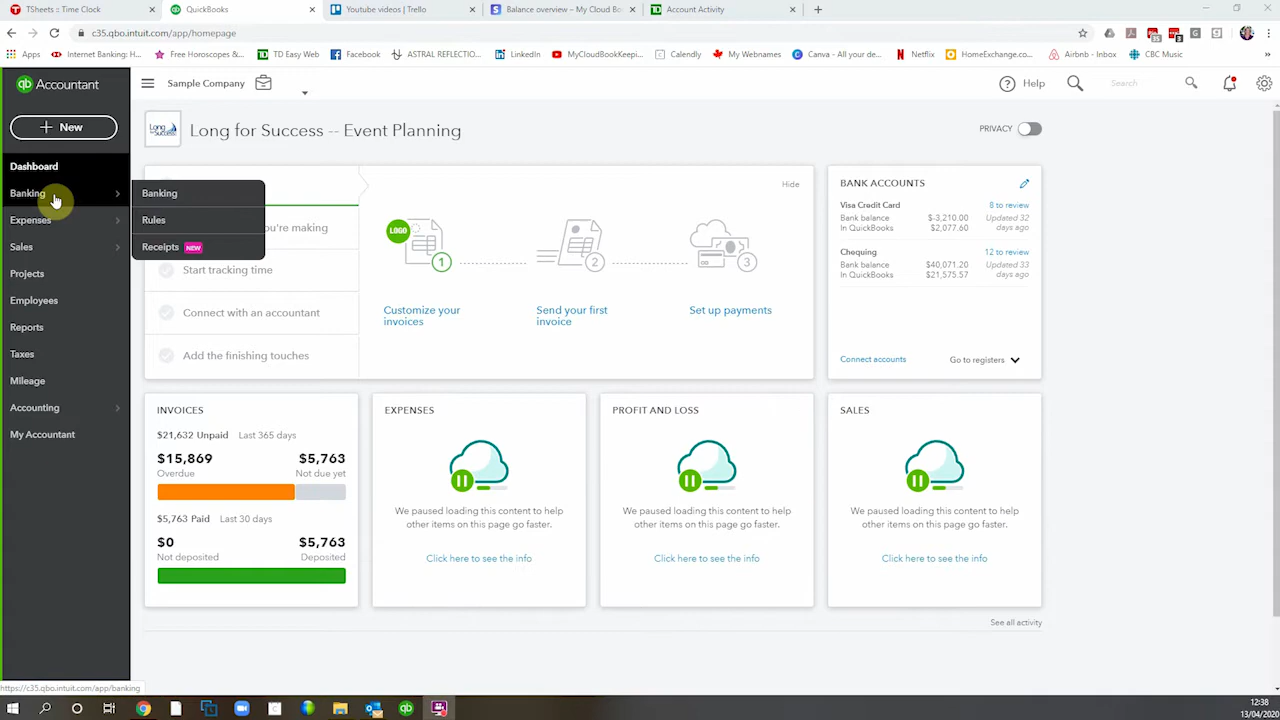 TSheets :: Time Clock
QuickBooks
Youtube videos | Trello
Balance overview – My Cloud Bo
Account Activity
c35.qbo.intuit.com/app/homepage
Apps
Internet Banking: H...
Free Horoscopes &...
TD Easy Web
Facebook
ASTRAL REFLECTIO...
LinkedIn
MyCloudBookKeepi...
Calendly
My Webnames
Canva - All your de...
Netflix
HomeExchange.co...
Airbnb - Inbox
CBC Music
»
qb Accountant
Sample Company
Help
Search
+ New
Long for Success -- Event Planning
PRIVACY
Dashboard
Banking
Expenses
Sales
Projects
Employees
Reports
Taxes
Mileage
Accounting
My Accountant
Banking
Rules
Receipts NEW
u're making
Start tracking time
Connect with an accountant
Add the finishing touches
Hide
LOGO
1
2
3
Customize your
invoices
Send your first
invoice
Set up payments
BANK ACCOUNTS
Visa Credit Card 8 to review
Bank balance $-3,210.00 Updated 32
In QuickBooks $2,077.60 days ago
Chequing 12 to review
Bank balance $40,071.20 Updated 33
In QuickBooks $21,575.57 days ago
Connect accounts Go to registers
INVOICES
$21,632 Unpaid Last 365 days
$15,869 $5,763
Overdue Not due yet
$5,763 Paid Last 30 days
$0 $5,763
Not deposited Deposited
EXPENSES
We paused loading this content to help
other items on this page go faster.
Click here to see the info
PROFIT AND LOSS
We paused loading this content to help
other items on this page go faster.
Click here to see the info
SALES
We paused loading this content to help
other items on this page go faster.
Click here to see the info
See all activity
https://c35.qbo.intuit.com/app/banking
12:38
13/04/2020